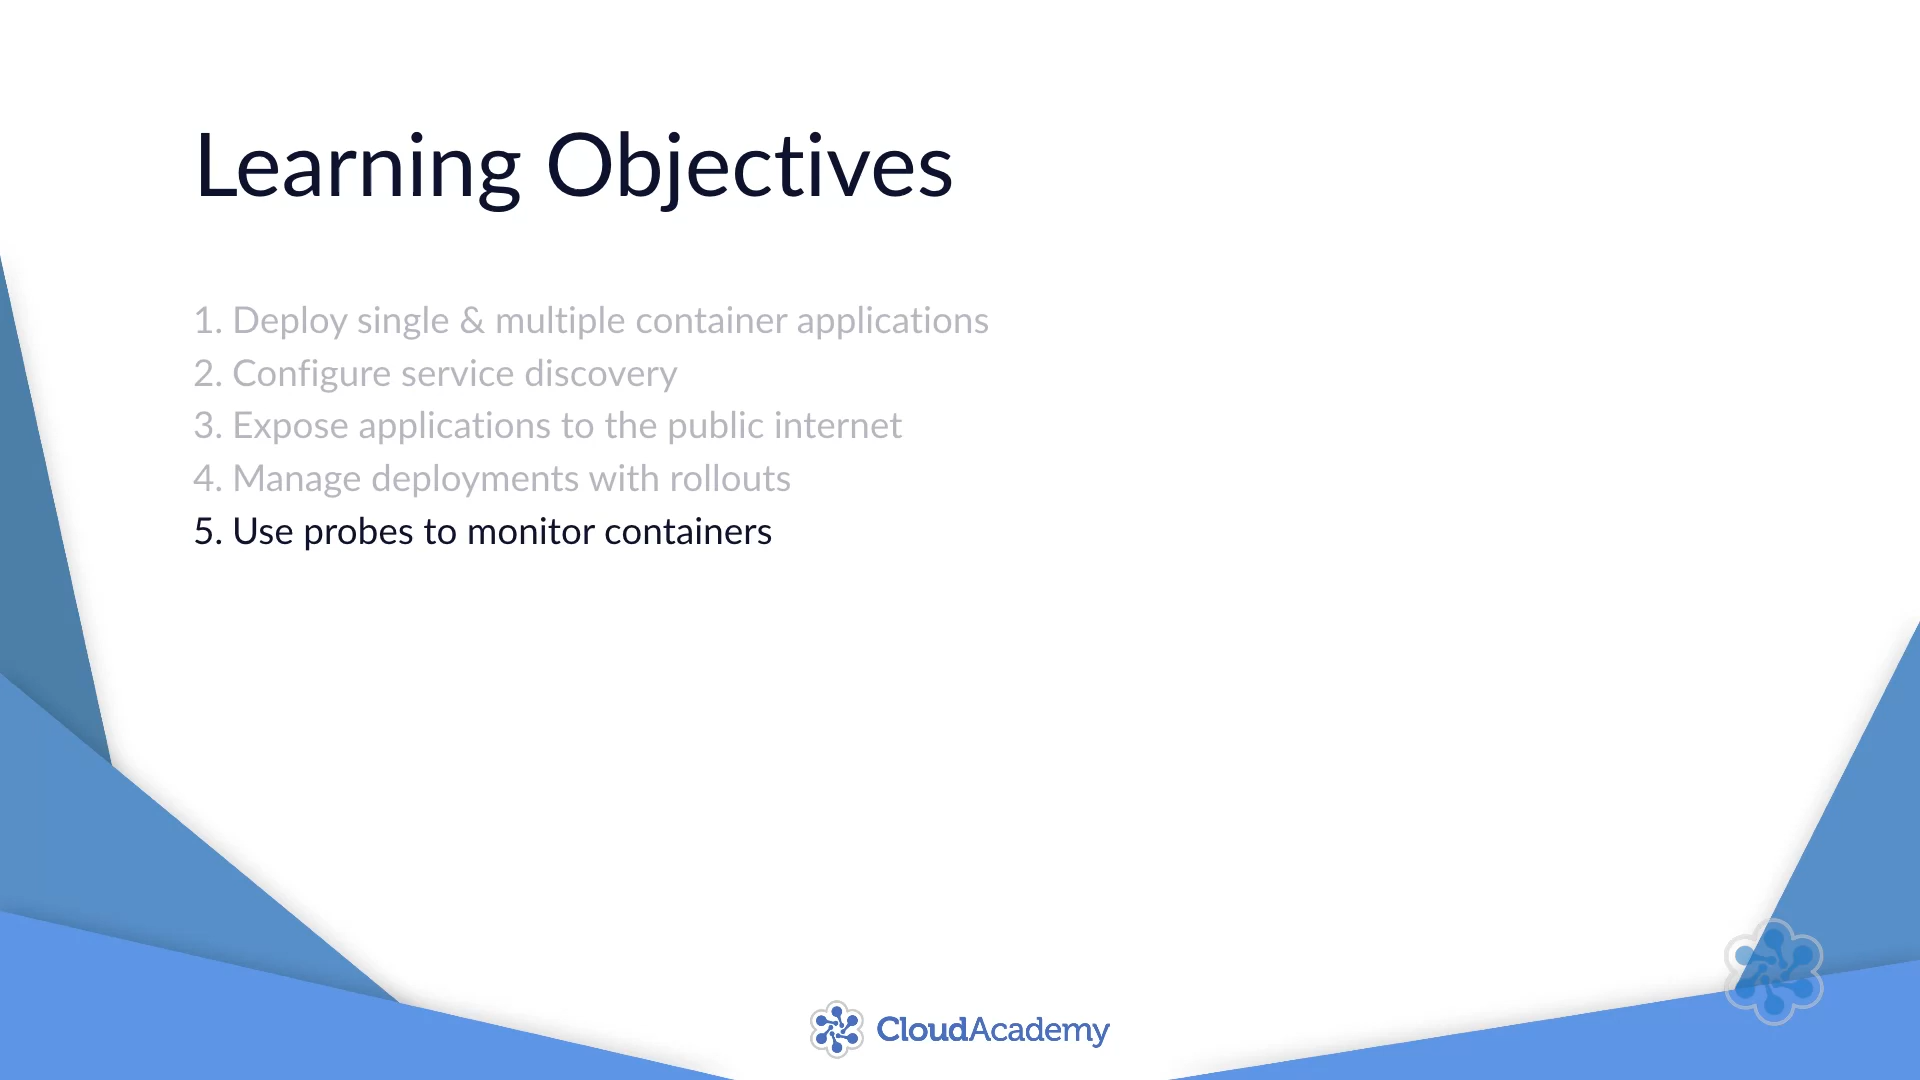 Learning Objectives
1. Deploy single & multiple container applications
2. Configure service discovery
3. Expose applications to the public internet
4. Manage deployments with rollouts
5. Use probes to monitor containers
CloudAcademy